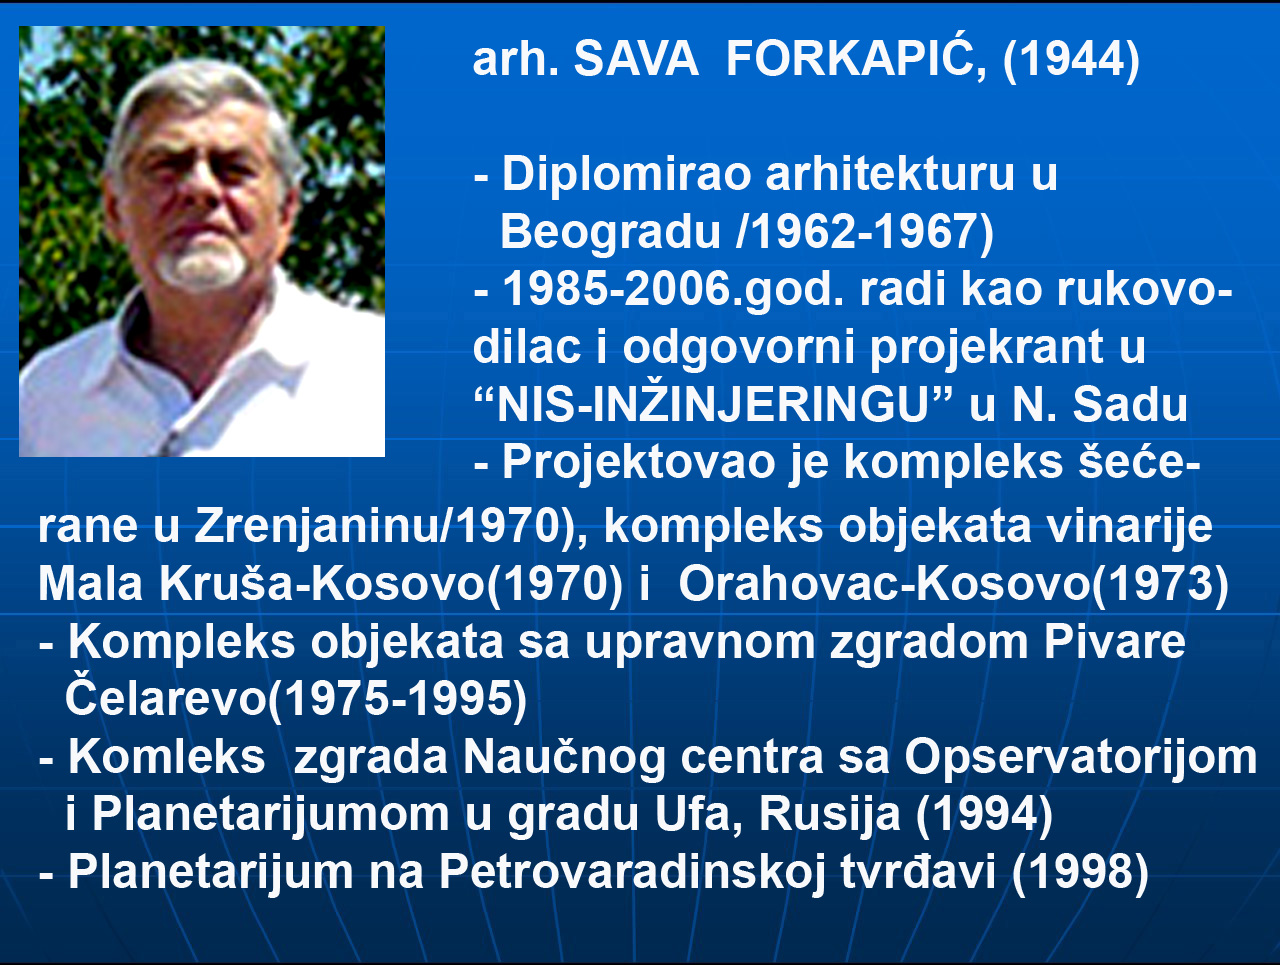 arh. SAVA  FORKAPIĆ, (1944)
- Diplomirao arhitekturu u
Beogradu /1962-1967)
- 1985-2006.god. radi kao rukovo-
dilac i odgovorni projekrant u
“NIS-INŽINJERINGU” u N. Sadu
- Projektovao je kompleks šeće-
rane u Zrenjaninu/1970), kompleks objekata vinarije
Mala Kruša-Kosovo(1970) i  Orahovac-Kosovo(1973)
- Kompleks objekata sa upravnom zgradom Pivare
Čelarevo(1975-1995)
- Komleks  zgrada Naučnog centra sa Opservatorijom
i Planetarijumom u gradu Ufa, Rusija (1994)
- Planetarijum na Petrovaradinskoj tvrđavi (1998)